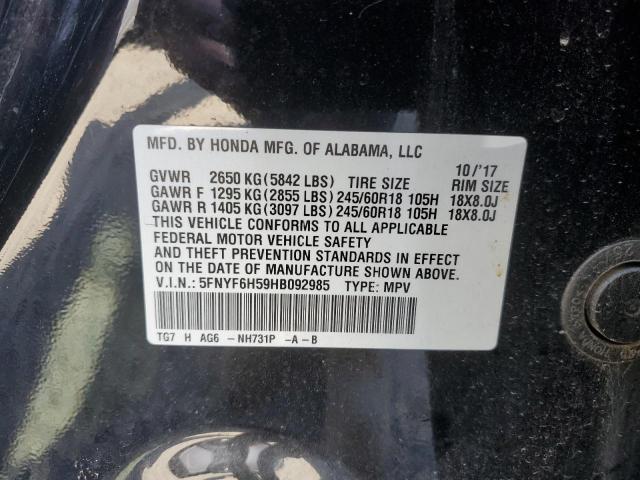 MFD. BY HONDA MFG. OF ALABAMA, LLC
10/'17
GVWR 2650 KG(5842 LBS) TIRE SIZE RIM SIZE
GAWR F 1295 KG(2855 LBS) 245/60R18 105H 18X8.0J
GAWR R 1405 KG(3097 LBS) 245/60R18 105H 18X8.0J
THIS VEHICLE CONFORMS TO ALL APPLICABLE
FEDERAL MOTOR VEHICLE SAFETY
AND THEFT PREVENTION STANDARDS IN EFFECT
ON THE DATE OF MANUFACTURE SHOWN ABOVE.
V.I.N.: 5FNYF6H59HB092985 TYPE: MPV
TG7 H AG6 -NH731P -A-B